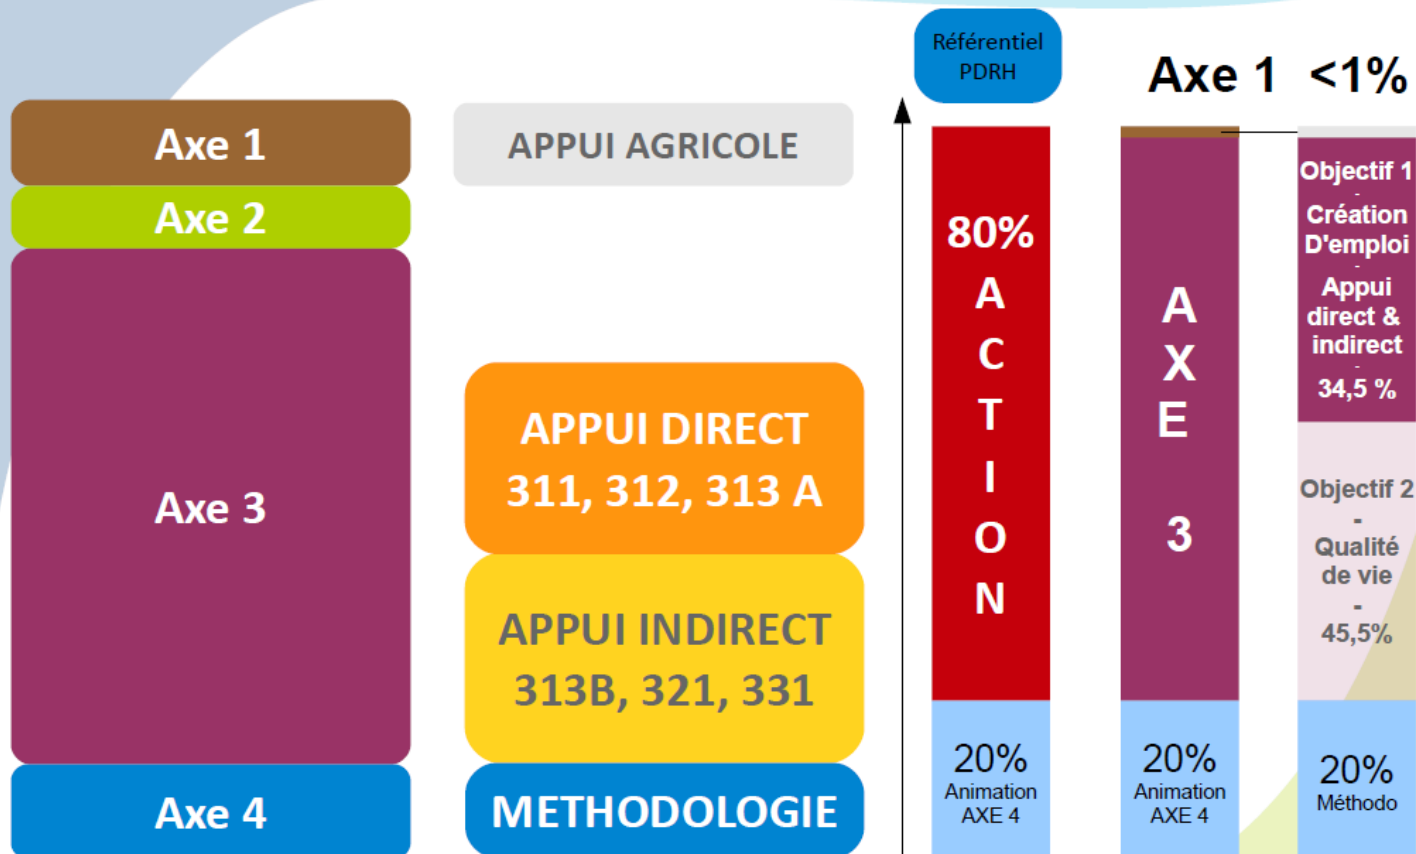 Axe 1
Axe 2
Axe 3
Axe 4
APPUI AGRICOLE
APPUI DIRECT
311, 312, 313 A
APPUI INDIRECT
313B, 321, 331
METHODOLOGIE
Référentiel
PDRH
80%
A
C
T
I
O
N
20%
Animation
AXE 4
Axe 1 <1%
A
X
E
3
20%
Animation
AXE 4
Objectif 1
-
Création
D'emploi
-
Appui
direct &
indirect
-
34,5 %
Objectif 2
-
Qualité
de vie
-
45,5%
20%
Méthodo